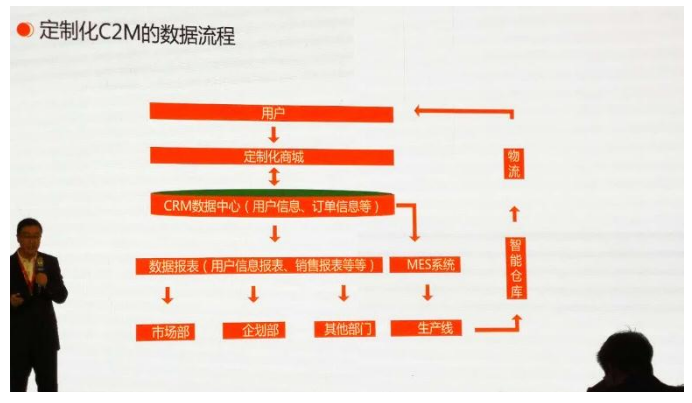 定制化C2M的数据流程
用户
定制化商城
物流
CRM数据中心（用户信息、订单信息等）
数据报表（用户信息报表、销售报表等等）
MES系统
智能仓库
市场部
企划部
其他部门
生产线